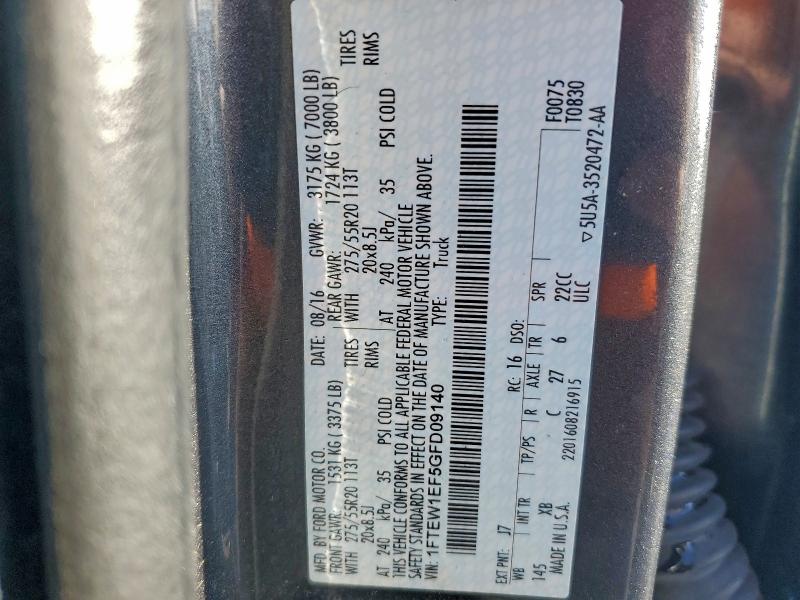 MFD. BY FORD MOTOR CO.
DATE: 08/16 GVWR: 3175 KG ( 7000 LB)
FRONT GAWR: 1531 KG ( 3375 LB) REAR GAWR: 1724 KG ( 3800 LB)
WITH 275/55R20 113T TIRES WITH 275/55R20 113T TIRES
20x8.5J RIMS 20x8.5J RIMS
AT 240 kPa/ 35 PSI COLD AT 240 kPa/ 35 PSI COLD
THIS VEHICLE CONFORMS TO ALL APPLICABLE FEDERAL MOTOR VEHICLE
SAFETY STANDARDS IN EFFECT ON THE DATE OF MANUFACTURE SHOWN ABOVE.
VIN: 1FTEW1EF5GFD09140 TYPE: Truck
EXT PNT: J7 RC: 16 DSO: F0075
WB INT TR TP/PS R AXLE TR SPR T0830
145 XB C 27 6 22CC
ULC
MADE IN U.S.A. 2201608216915 ▽5U5A-3520472-AA